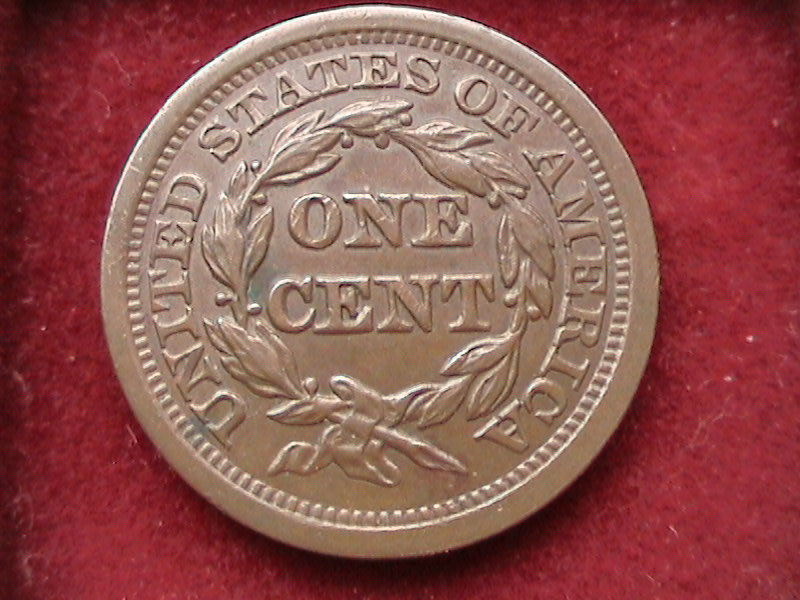 UNITED STATES OF AMERICA
ONE
CENT